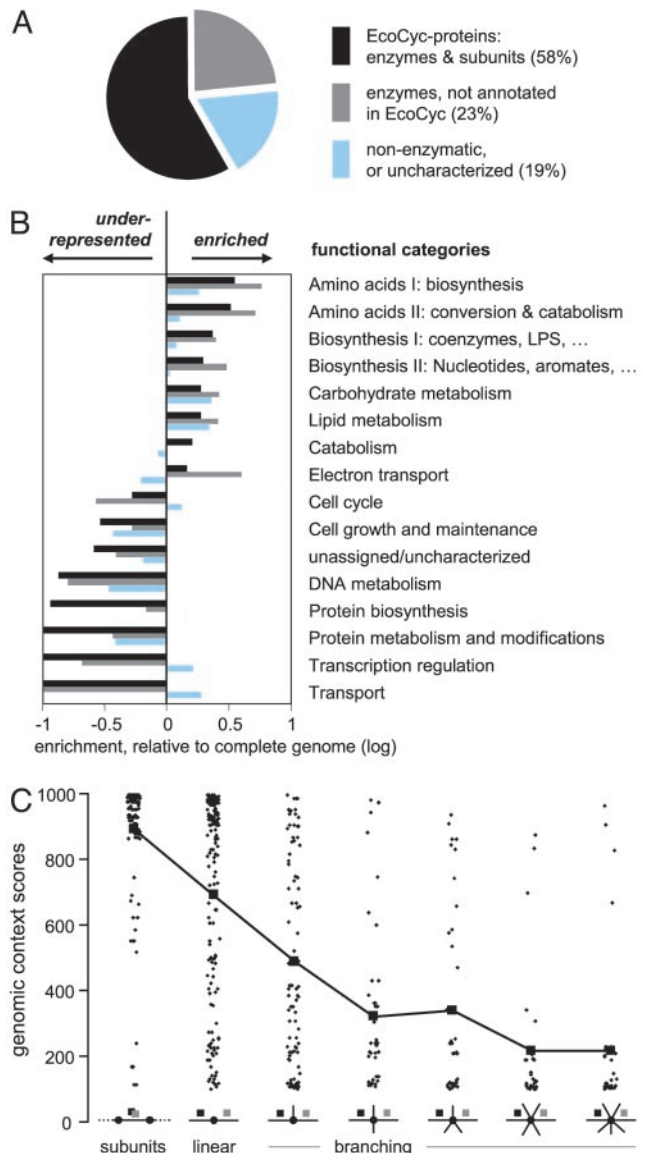 A
EcoCyc-proteins:
enzymes & subunits (58%)
enzymes, not annotated
in EcoCyc (23%)
non-enzymatic,
or uncharacterized (19%)
B
under-
represented
enriched
functional categories
Amino acids I: biosynthesis
Amino acids II: conversion & catabolism
Biosynthesis I: coenzymes, LPS, …
Biosynthesis II: Nucleotides, aromates, …
Carbohydrate metabolism
Lipid metabolism
Catabolism
Electron transport
Cell cycle
Cell growth and maintenance
unassigned/uncharacterized
DNA metabolism
Protein biosynthesis
Protein metabolism and modifications
Transcription regulation
Transport
-1 -0.5 0 0.5 1
enrichment, relative to complete genome (log)
C
genomic context scores
1000
800
600
400
200
0
subunits linear branching